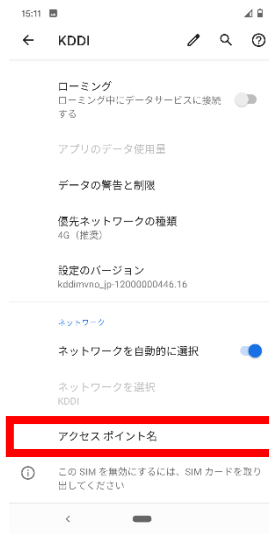 15:11
KDDI
ローミング
ローミング中にデータサービスに接続
する
アプリのデータ使用量
データの警告と制限
優先ネットワークの種類
4G（推奨）
設定のバージョン
kddimvno_jp-12000000446.16
ネットワーク
ネットワークを自動的に選択
ネットワークを選択
KDDI
アクセス ポイント名
この SIM を無効にするには、SIM カードを取り
出してください